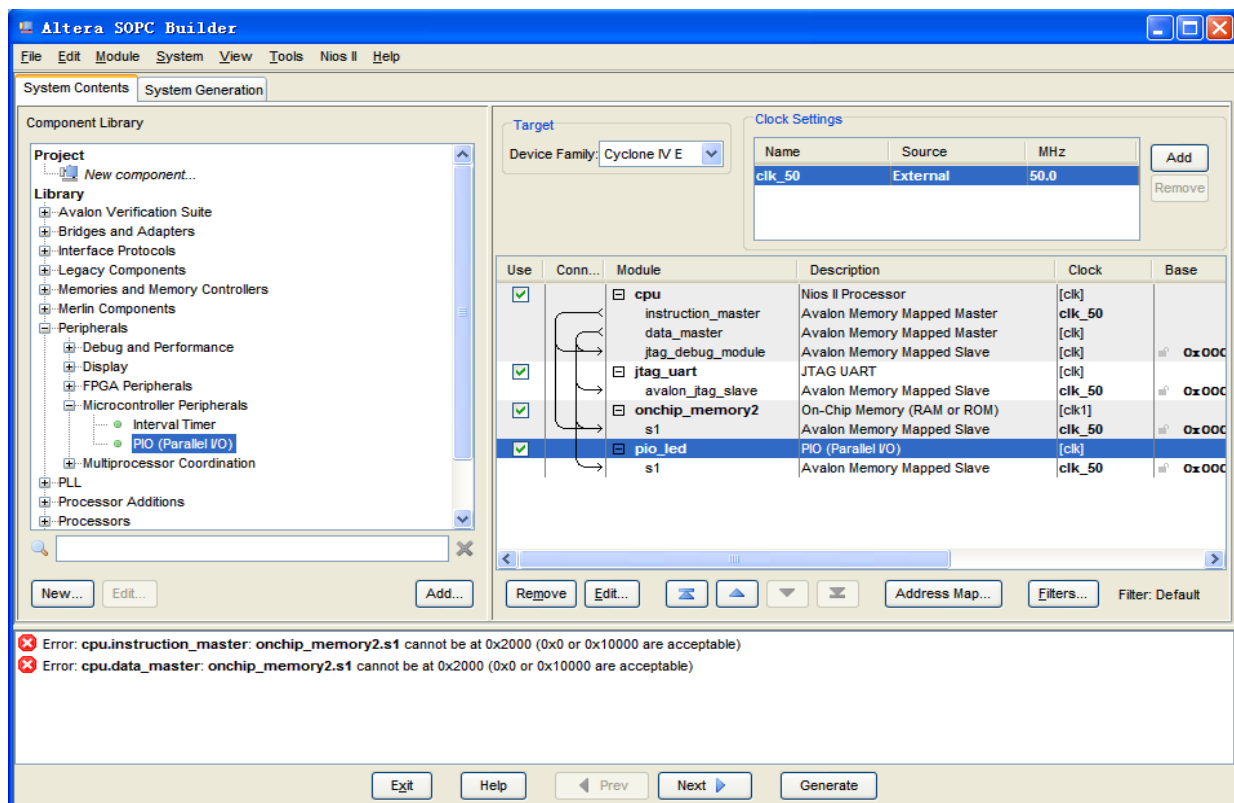 Altera SOPC Builder
File Edit Module System View Tools Nios II Help
System Contents System Generation
Component Library
Project
New component...
Library
Avalon Verification Suite
Bridges and Adapters
Interface Protocols
Legacy Components
Memories and Memory Controllers
Merlin Components
Peripherals
Debug and Performance
Display
FPGA Peripherals
Microcontroller Peripherals
Interval Timer
PIO (Parallel I/O)
Multiprocessor Coordination
PLL
Processor Additions
Processors
New... Edit... Add...
Target
Device Family: Cyclone IV E
Clock Settings
Name Source MHz
clk_50 External 50.0
Add
Remove
Use Conn... Module Description Clock Base
cpu Nios II Processor [clk]
instruction_master Avalon Memory Mapped Master clk_50
data_master Avalon Memory Mapped Master [clk]
jtag_debug_module Avalon Memory Mapped Slave [clk] 0x000
jtag_uart JTAG UART [clk]
avalon_jtag_slave Avalon Memory Mapped Slave clk_50 0x000
onchip_memory2 On-Chip Memory (RAM or ROM) [clk1]
s1 Avalon Memory Mapped Slave clk_50 0x000
pio_led PIO (Parallel I/O) [clk]
s1 Avalon Memory Mapped Slave clk_50 0x000
Remove Edit... Address Map... Filters... Filter: Default
Error: cpu.instruction_master: onchip_memory2.s1 cannot be at 0x2000 (0x0 or 0x10000 are acceptable)
Error: cpu.data_master: onchip_memory2.s1 cannot be at 0x2000 (0x0 or 0x10000 are acceptable)
Exit Help Prev Next Generate